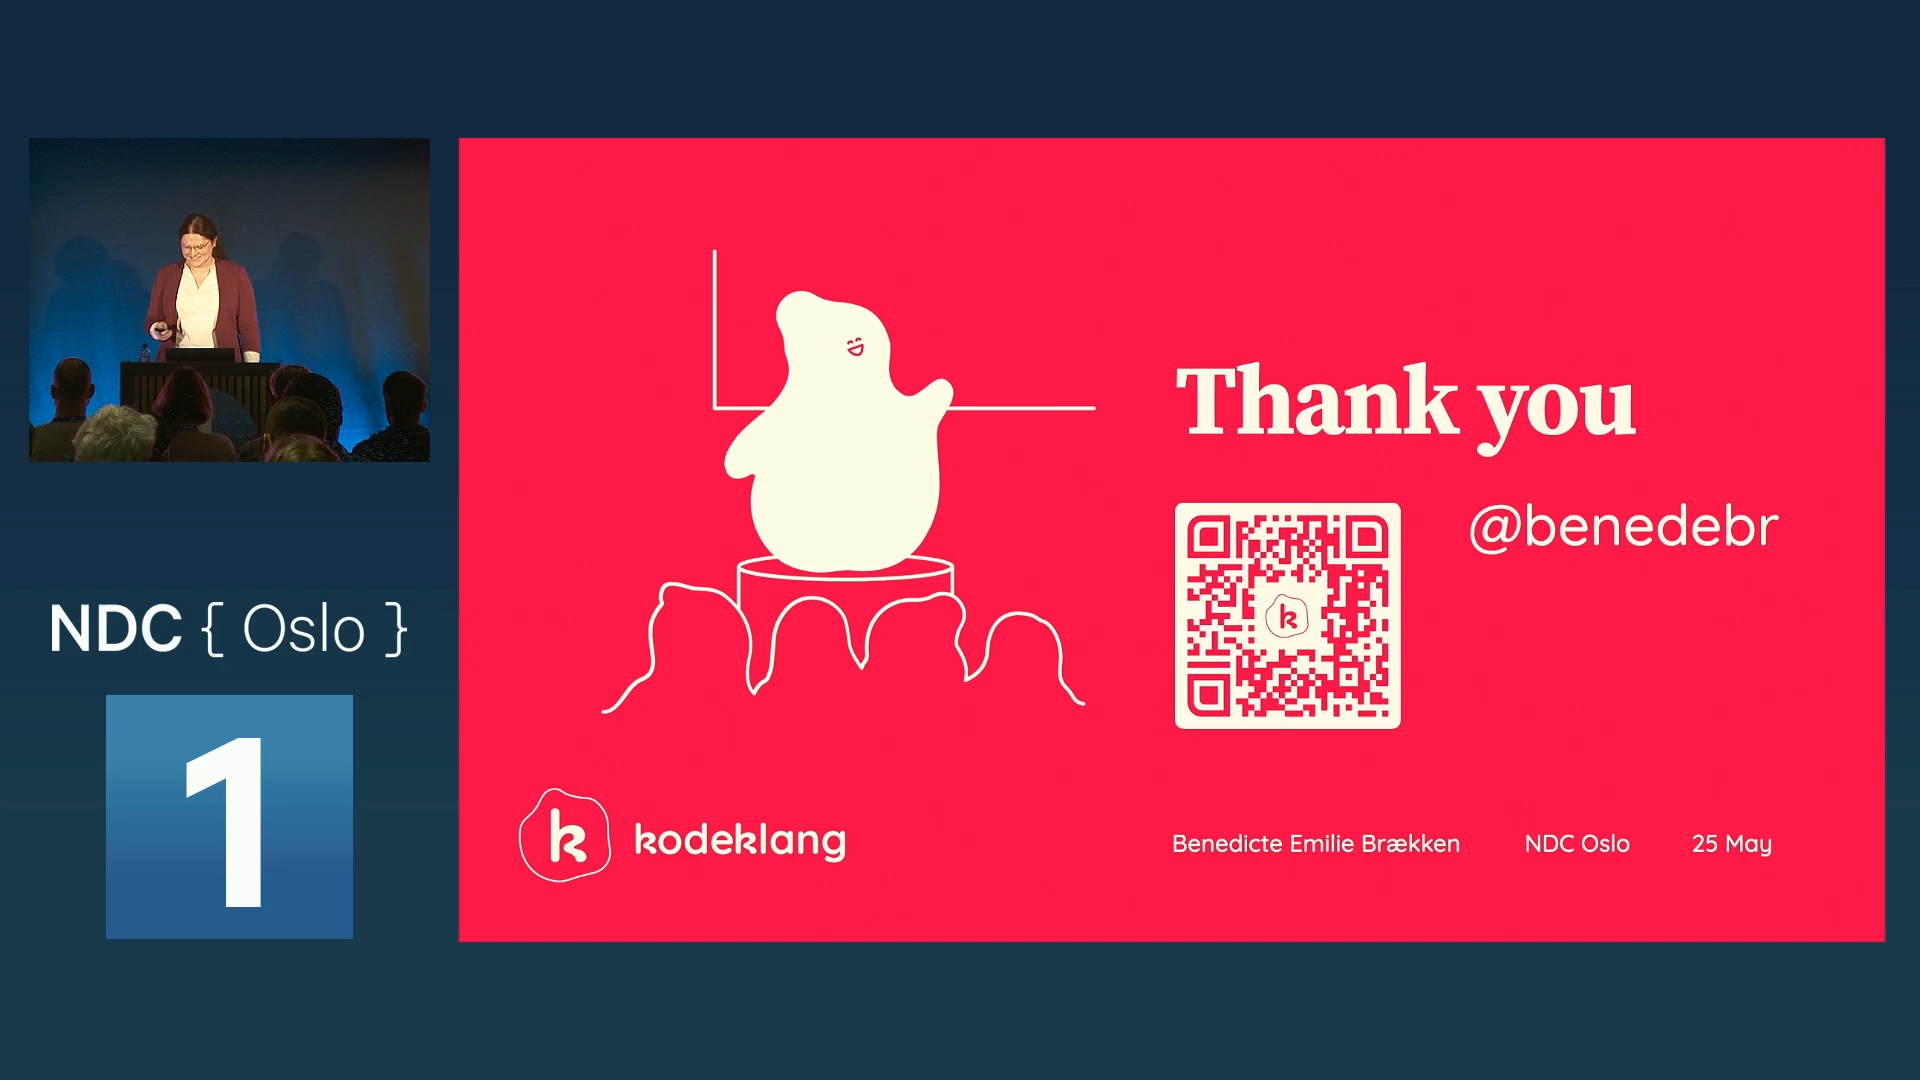 NDC { Oslo }
1
Thank you
@benedebr
k
k
kodeklang
Benedicte Emilie Brækken
NDC Oslo
25 May